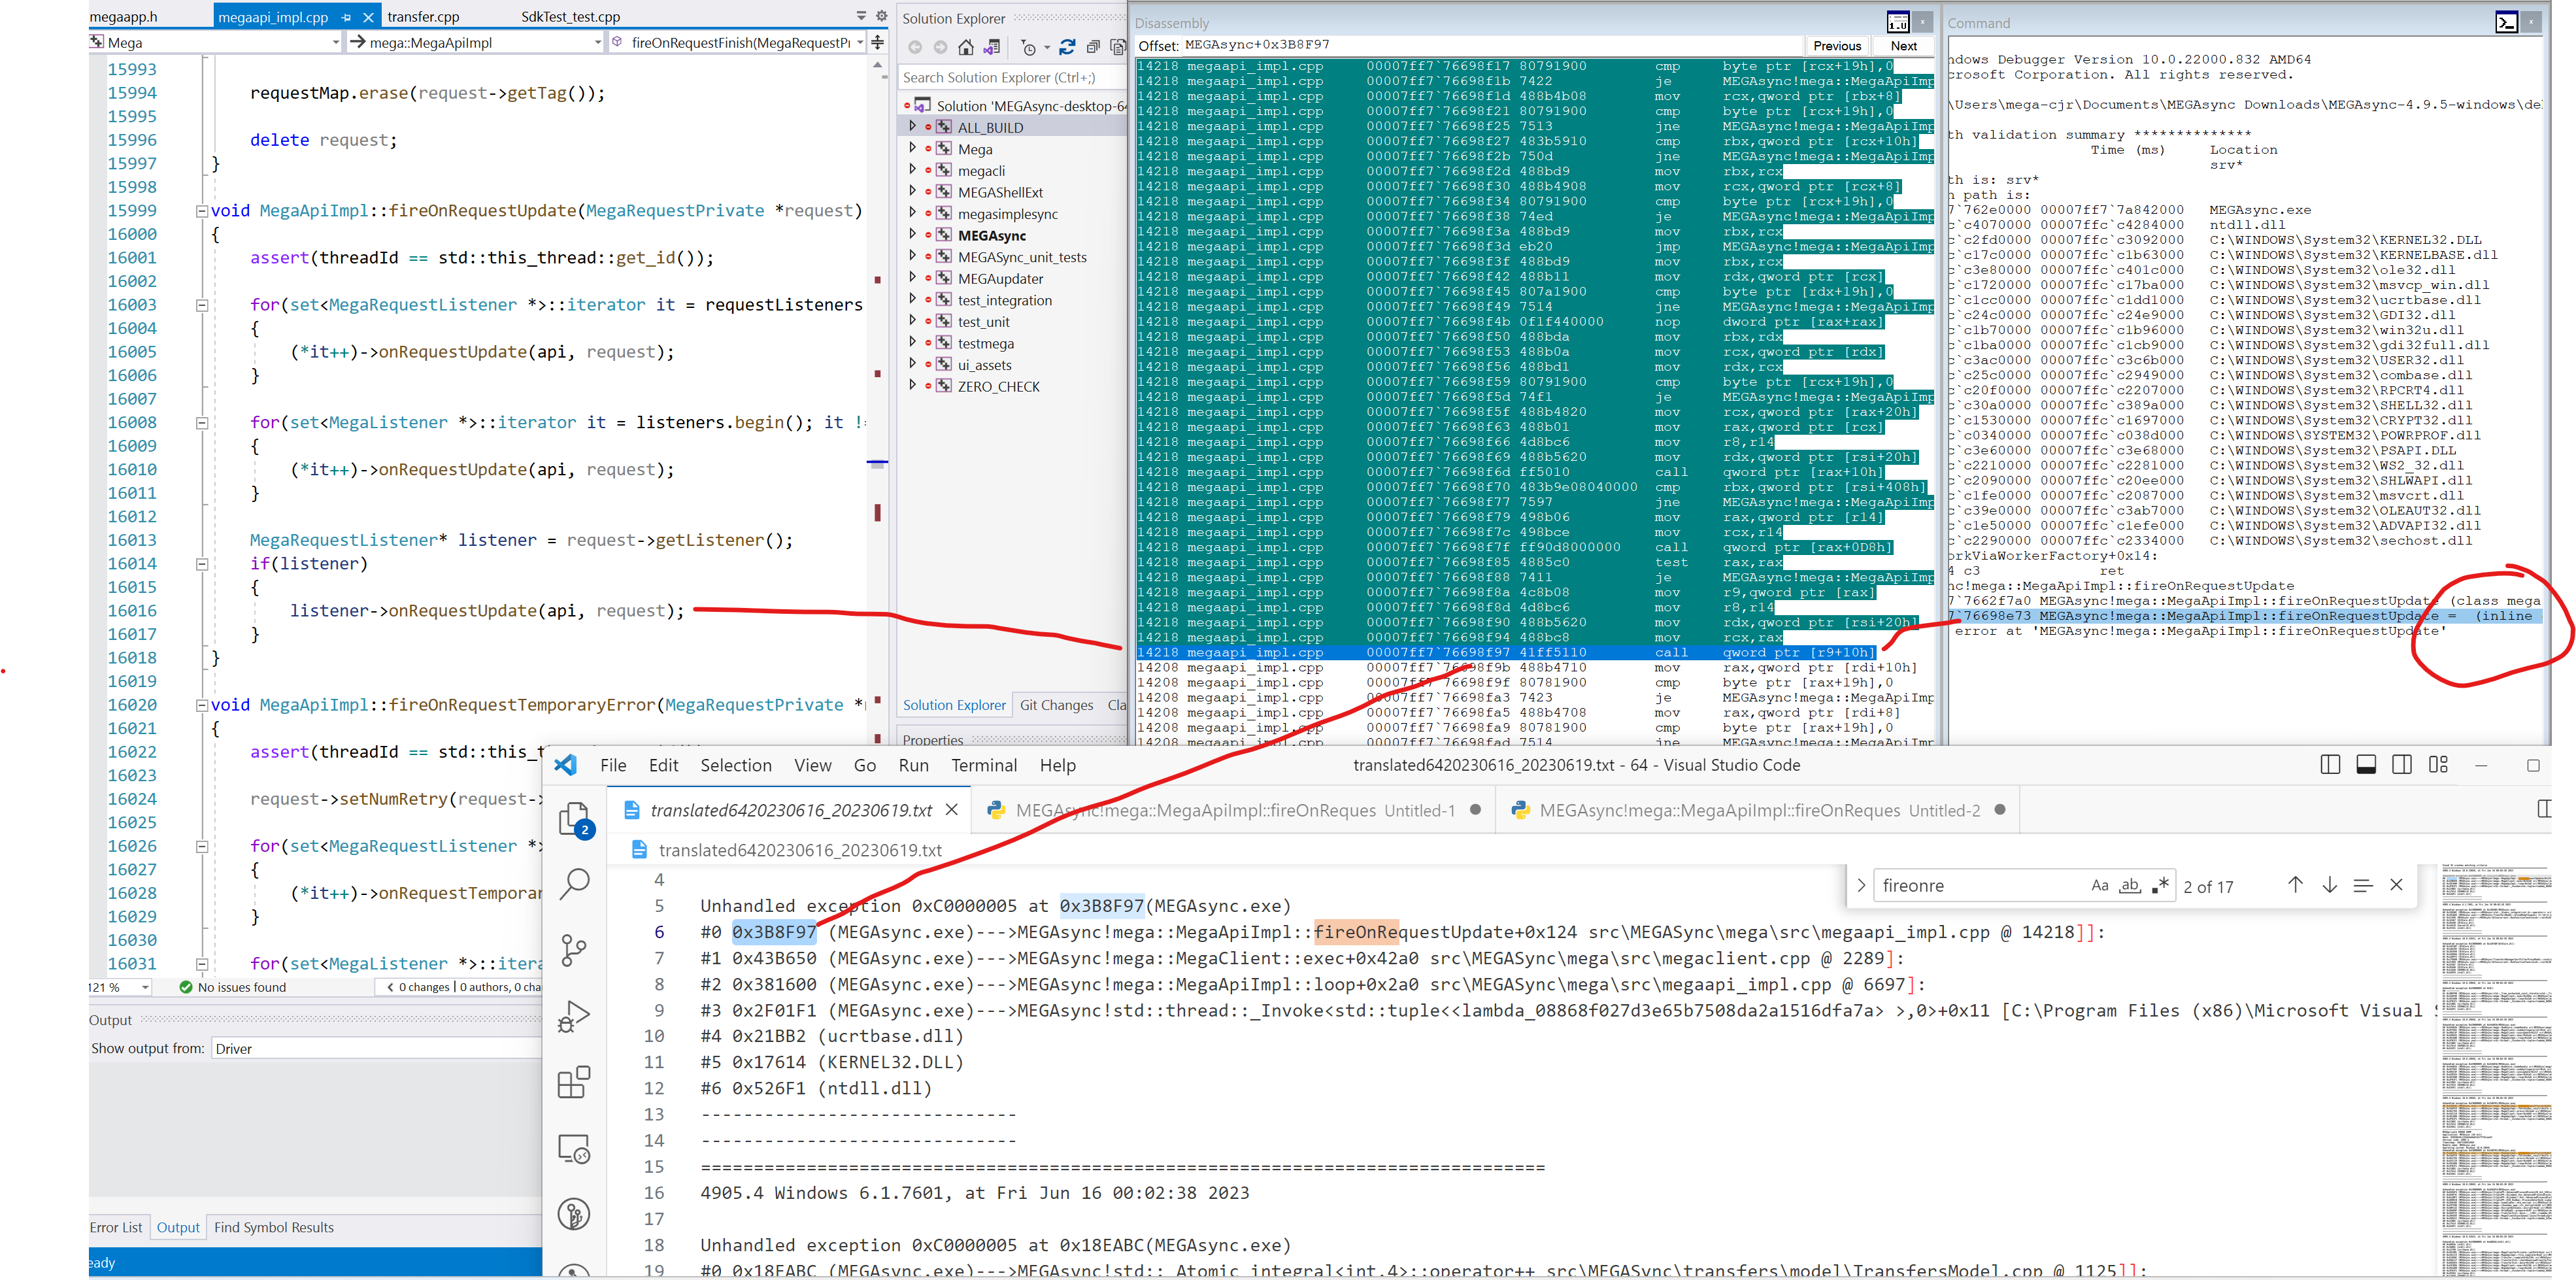 megaapp.h
megaapi_impl.cpp
transfer.cpp
SdkTest_test.cpp
Mega
mega::MegaApiImpl
fireOnRequestFinish(MegaRequestPr
15993
15994 requestMap.erase(request->getTag());
15995
15996 delete request;
15997 }
15998
15999 void MegaApiImpl::fireOnRequestUpdate(MegaRequestPrivate *request)
16000 {
16001 assert(threadId == std::this_thread::get_id());
16002
16003 for(set<MegaRequestListener *>::iterator it = requestListeners
16004 {
16005 (*it++)->onRequestUpdate(api, request);
16006 }
16007
16008 for(set<MegaListener *>::iterator it = listeners.begin(); it !=
16009 {
16010 (*it++)->onRequestUpdate(api, request);
16011 }
16012
16013 MegaRequestListener* listener = request->getListener();
16014 if(listener)
16015 {
16016 listener->onRequestUpdate(api, request);
16017 }
16018 }
16019
16020 void MegaApiImpl::fireOnRequestTemporaryError(MegaRequestPrivate *
16021 {
16022 assert(threadId == std::this_t
16023
16024 request->setNumRetry(request-
16025
16026 for(set<MegaRequestListener *>
16027 {
16028 (*it++)->onRequestTemporar
16029 }
16030
16031 for(set<MegaListener *>::itera
121 %
No issues found
0 changes | 0 authors, 0 cha
Output
Show output from: Driver
Error List
Output
Find Symbol Results
eady
Solution Explorer
Search Solution Explorer (Ctrl+;)
Solution 'MEGAsync-desktop-64
ALL_BUILD
Mega
megacli
MEGAShellExt
megasimplesync
MEGAsync
MEGASync_unit_tests
MEGAupdater
test_integration
test_unit
testmega
ui_assets
ZERO_CHECK
Solution Explorer
Git Changes
Cla
Properties
Disassembly
Offset: MEGAsync+0x3B8F97
Previous
Next
14218 megaapi_impl.cpp 00007ff7`76698f17 80791900 cmp byte ptr [rcx+19h],0
14218 megaapi_impl.cpp 00007ff7`76698f1b 7422 je MEGAsync!mega::MegaApiImp
14218 megaapi_impl.cpp 00007ff7`76698f1d 488b4b08 mov rcx,qword ptr [rbx+8]
14218 megaapi_impl.cpp 00007ff7`76698f21 80791900 cmp byte ptr [rcx+19h],0
14218 megaapi_impl.cpp 00007ff7`76698f25 7513 jne MEGAsync!mega::MegaApiImp
14218 megaapi_impl.cpp 00007ff7`76698f27 483b5910 cmp rbx,qword ptr [rcx+10h]
14218 megaapi_impl.cpp 00007ff7`76698f2b 750d jne MEGAsync!mega::MegaApiImp
14218 megaapi_impl.cpp 00007ff7`76698f2d 488bd9 mov rbx,rcx
14218 megaapi_impl.cpp 00007ff7`76698f30 488b4908 mov rcx,qword ptr [rcx+8]
14218 megaapi_impl.cpp 00007ff7`76698f34 80791900 cmp byte ptr [rcx+19h],0
14218 megaapi_impl.cpp 00007ff7`76698f38 74ed je MEGAsync!mega::MegaApiImp
14218 megaapi_impl.cpp 00007ff7`76698f3a 488bd9 mov rbx,rcx
14218 megaapi_impl.cpp 00007ff7`76698f3d eb20 jmp MEGAsync!mega::MegaApiImp
14218 megaapi_impl.cpp 00007ff7`76698f3f 488bd9 mov rbx,rcx
14218 megaapi_impl.cpp 00007ff7`76698f42 488b11 mov rdx,qword ptr [rcx]
14218 megaapi_impl.cpp 00007ff7`76698f45 807a1900 cmp byte ptr [rdx+19h],0
14218 megaapi_impl.cpp 00007ff7`76698f49 7514 jne MEGAsync!mega::MegaApiImp
14218 megaapi_impl.cpp 00007ff7`76698f4b 0f1f440000 nop dword ptr [rax+rax]
14218 megaapi_impl.cpp 00007ff7`76698f50 488bda mov rbx,rdx
14218 megaapi_impl.cpp 00007ff7`76698f53 488b0a mov rcx,qword ptr [rdx]
14218 megaapi_impl.cpp 00007ff7`76698f56 488bd1 mov rdx,rcx
14218 megaapi_impl.cpp 00007ff7`76698f59 80791900 cmp byte ptr [rcx+19h],0
14218 megaapi_impl.cpp 00007ff7`76698f5d 74f1 je MEGAsync!mega::MegaApiImp
14218 megaapi_impl.cpp 00007ff7`76698f5f 488b4820 mov rcx,qword ptr [rax+20h]
14218 megaapi_impl.cpp 00007ff7`76698f63 488b01 mov rax,qword ptr [rcx]
14218 megaapi_impl.cpp 00007ff7`76698f66 4d8bc6 mov r8,r14
14218 megaapi_impl.cpp 00007ff7`76698f69 488b5620 mov rdx,qword ptr [rsi+20h]
14218 megaapi_impl.cpp 00007ff7`76698f6d ff5010 call qword ptr [rax+10h]
14218 megaapi_impl.cpp 00007ff7`76698f70 483b9e08040000 cmp rbx,qword ptr [rsi+408h]
14218 megaapi_impl.cpp 00007ff7`76698f77 7597 jne MEGAsync!mega::MegaApiImp
14218 megaapi_impl.cpp 00007ff7`76698f79 498b06 mov rax,qword ptr [r14]
14218 megaapi_impl.cpp 00007ff7`76698f7c 498bce mov rcx,r14
14218 megaapi_impl.cpp 00007ff7`76698f7f ff90d8000000 call qword ptr [rax+0D8h]
14218 megaapi_impl.cpp 00007ff7`76698f85 4885c0 test rax,rax
14218 megaapi_impl.cpp 00007ff7`76698f88 7411 je MEGAsync!mega::MegaApiImp
14218 megaapi_impl.cpp 00007ff7`76698f8a 4c8b08 mov r9,qword ptr [rax]
14218 megaapi_impl.cpp 00007ff7`76698f8d 4d8bc6 mov r8,r14
14218 megaapi_impl.cpp 00007ff7`76698f90 488b5620 mov rdx,qword ptr [rsi+20h]
14218 megaapi_impl.cpp 00007ff7`76698f94 488bc8 mov rcx,rax
14218 megaapi_impl.cpp 00007ff7`76698f97 41ff5110 call qword ptr [r9+10h]
14208 megaapi_impl.cpp 00007ff7`76698f9b 488b4710 mov rax,qword ptr [rdi+10h]
14208 megaapi_impl.cpp 00007ff7`76698f9f 80781900 cmp byte ptr [rax+19h],0
14208 megaapi_impl.cpp 00007ff7`76698fa3 7423 je MEGAsync!mega::MegaApiImp
14208 megaapi_impl.cpp 00007ff7`76698fa5 488b4708 mov rax,qword ptr [rdi+8]
14208 megaapi_impl.cpp 00007ff7`76698fa9 80781900 cmp byte ptr [rax+19h],0
14208 megaapi_impl.cpp 00007ff7`76698fad 7514 jne MEGAsync!mega::MegaApiImp
Command
ndows Debugger Version 10.0.22000.832 AMD64
crosoft Corporation. All rights reserved.
\Users\mega-cjr\Documents\MEGAsync Downloads\MEGAsync-4.9.5-windows\de
th validation summary **************
Time (ms) Location
srv*
th is: srv*
n path is:
7`762e0000 00007ff7`7a842000 MEGAsync.exe
c`c4070000 00007ffc`c4284000 ntdll.dll
c`c2fd0000 00007ffc`c3092000 C:\WINDOWS\System32\KERNEL32.DLL
c`c17c0000 00007ffc`c1b63000 C:\WINDOWS\System32\KERNELBASE.dll
c`c3e80000 00007ffc`c401c000 C:\WINDOWS\System32\ole32.dll
c`c1720000 00007ffc`c17ba000 C:\WINDOWS\System32\msvcp_win.dll
c`c1cc0000 00007ffc`c1dd1000 C:\WINDOWS\System32\ucrtbase.dll
c`c24c0000 00007ffc`c24e9000 C:\WINDOWS\System32\GDI32.dll
c`c1b70000 00007ffc`c1b96000 C:\WINDOWS\System32\win32u.dll
c`c1ba0000 00007ffc`c1cb9000 C:\WINDOWS\System32\gdi32full.dll
c`c3ac0000 00007ffc`c3c6b000 C:\WINDOWS\System32\USER32.dll
c`c25c0000 00007ffc`c2949000 C:\WINDOWS\System32\combase.dll
c`c20f0000 00007ffc`c2207000 C:\WINDOWS\System32\RPCRT4.dll
c`c30a0000 00007ffc`c389a000 C:\WINDOWS\System32\SHELL32.dll
c`c1530000 00007ffc`c1697000 C:\WINDOWS\System32\CRYPT32.dll
c`c0340000 00007ffc`c038d000 C:\WINDOWS\SYSTEM32\POWRPROF.dll
c`c3e60000 00007ffc`c3e68000 C:\WINDOWS\System32\PSAPI.DLL
c`c2210000 00007ffc`c2281000 C:\WINDOWS\System32\WS2_32.dll
c`c2090000 00007ffc`c20ee000 C:\WINDOWS\System32\SHLWAPI.dll
c`c1fe0000 00007ffc`c2087000 C:\WINDOWS\System32\msvcrt.dll
c`c39e0000 00007ffc`c3ab7000 C:\WINDOWS\System32\OLEAUT32.dll
c`c1e50000 00007ffc`c1efe000 C:\WINDOWS\System32\ADVAPI32.dll
c`c2290000 00007ffc`c2334000 C:\WINDOWS\System32\sechost.dll
orkViaWorkerFactory+0x14:
4 c3 ret
nc!mega::MegaApiImpl::fireOnRequestUpdate
7`7662f7a0 MEGAsync!mega::MegaApiImpl::fireOnRequestUpdate (class mega
7`76698e73 MEGAsync!mega::MegaApiImpl::fireOnRequestUpdate = (inline
error at 'MEGAsync!mega::MegaApiImpl::fireOnRequestUpdate'
File Edit Selection View Go Run Terminal Help
translated6420230616_20230619.txt - 64 - Visual Studio Code
2
translated6420230616_20230619.txt
MEGAsync!mega::MegaApiImpl::fireOnReques Untitled-1
MEGAsync!mega::MegaApiImpl::fireOnReques Untitled-2
translated6420230616_20230619.txt
fireonre
Aa
ab
2 of 17
4
5 Unhandled exception 0xC0000005 at 0x3B8F97(MEGAsync.exe)
6 #0 0x3B8F97 (MEGAsync.exe)--->MEGAsync!mega::MegaApiImpl::fireOnRequestUpdate+0x124 src\MEGASync\mega\src\megaapi_impl.cpp @ 14218]]:
7 #1 0x43B650 (MEGAsync.exe)--->MEGAsync!mega::MegaClient::exec+0x42a0 src\MEGASync\mega\src\megaclient.cpp @ 2289]:
8 #2 0x381600 (MEGAsync.exe)--->MEGAsync!mega::MegaApiImpl::loop+0x2a0 src\MEGASync\mega\src\megaapi_impl.cpp @ 6697]:
9 #3 0x2F01F1 (MEGAsync.exe)--->MEGAsync!std::thread::_Invoke<std::tuple<<lambda_08868f027d3e65b7508da2a1516dfa7a> >,0>+0x11 [C:\Program Files (x86)\Microsoft Visual S
10 #4 0x21BB2 (ucrtbase.dll)
11 #5 0x17614 (KERNEL32.DLL)
12 #6 0x526F1 (ntdll.dll)
13 ------------------------------
14 ------------------------------
15 ================================================================================
16 4905.4 Windows 6.1.7601, at Fri Jun 16 00:02:38 2023
17
18 Unhandled exception 0xC0000005 at 0x18EABC(MEGAsync.exe)
19 #0 0x18EABC (MEGAsync.exe)--->MEGAsync!std::_Atomic_integral<int,4>::operator++ src\MEGASync\transfers\model\TransfersModel.cpp @ 1125]]: